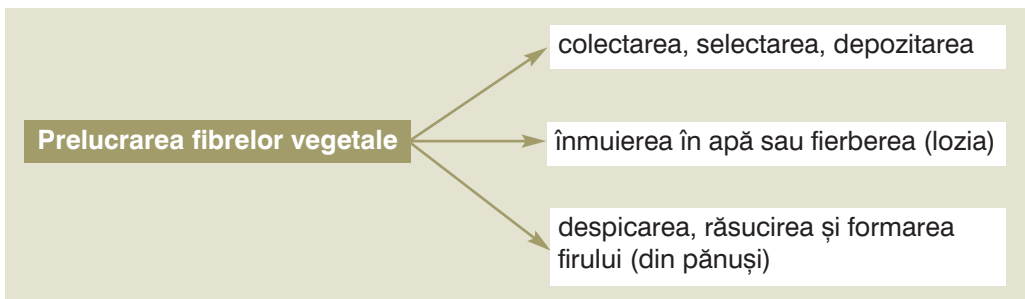 colectarea, selectarea, depozitarea
Prelucrarea fibrelor vegetale
înmuierea în apă sau fierberea (lozia)
despicarea, răsucirea și formarea
firului (din pănuși)